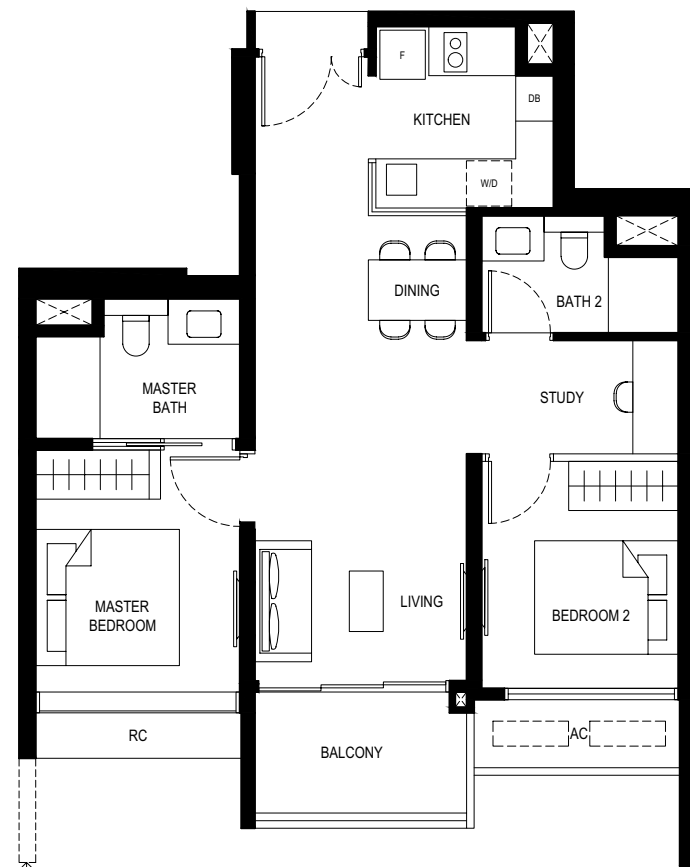 F
DB
KITCHEN
W/D
DINING
BATH 2
MASTER
BATH
STUDY
MASTER
BEDROOM
LIVING
BEDROOM 2
RC
AC
BALCONY